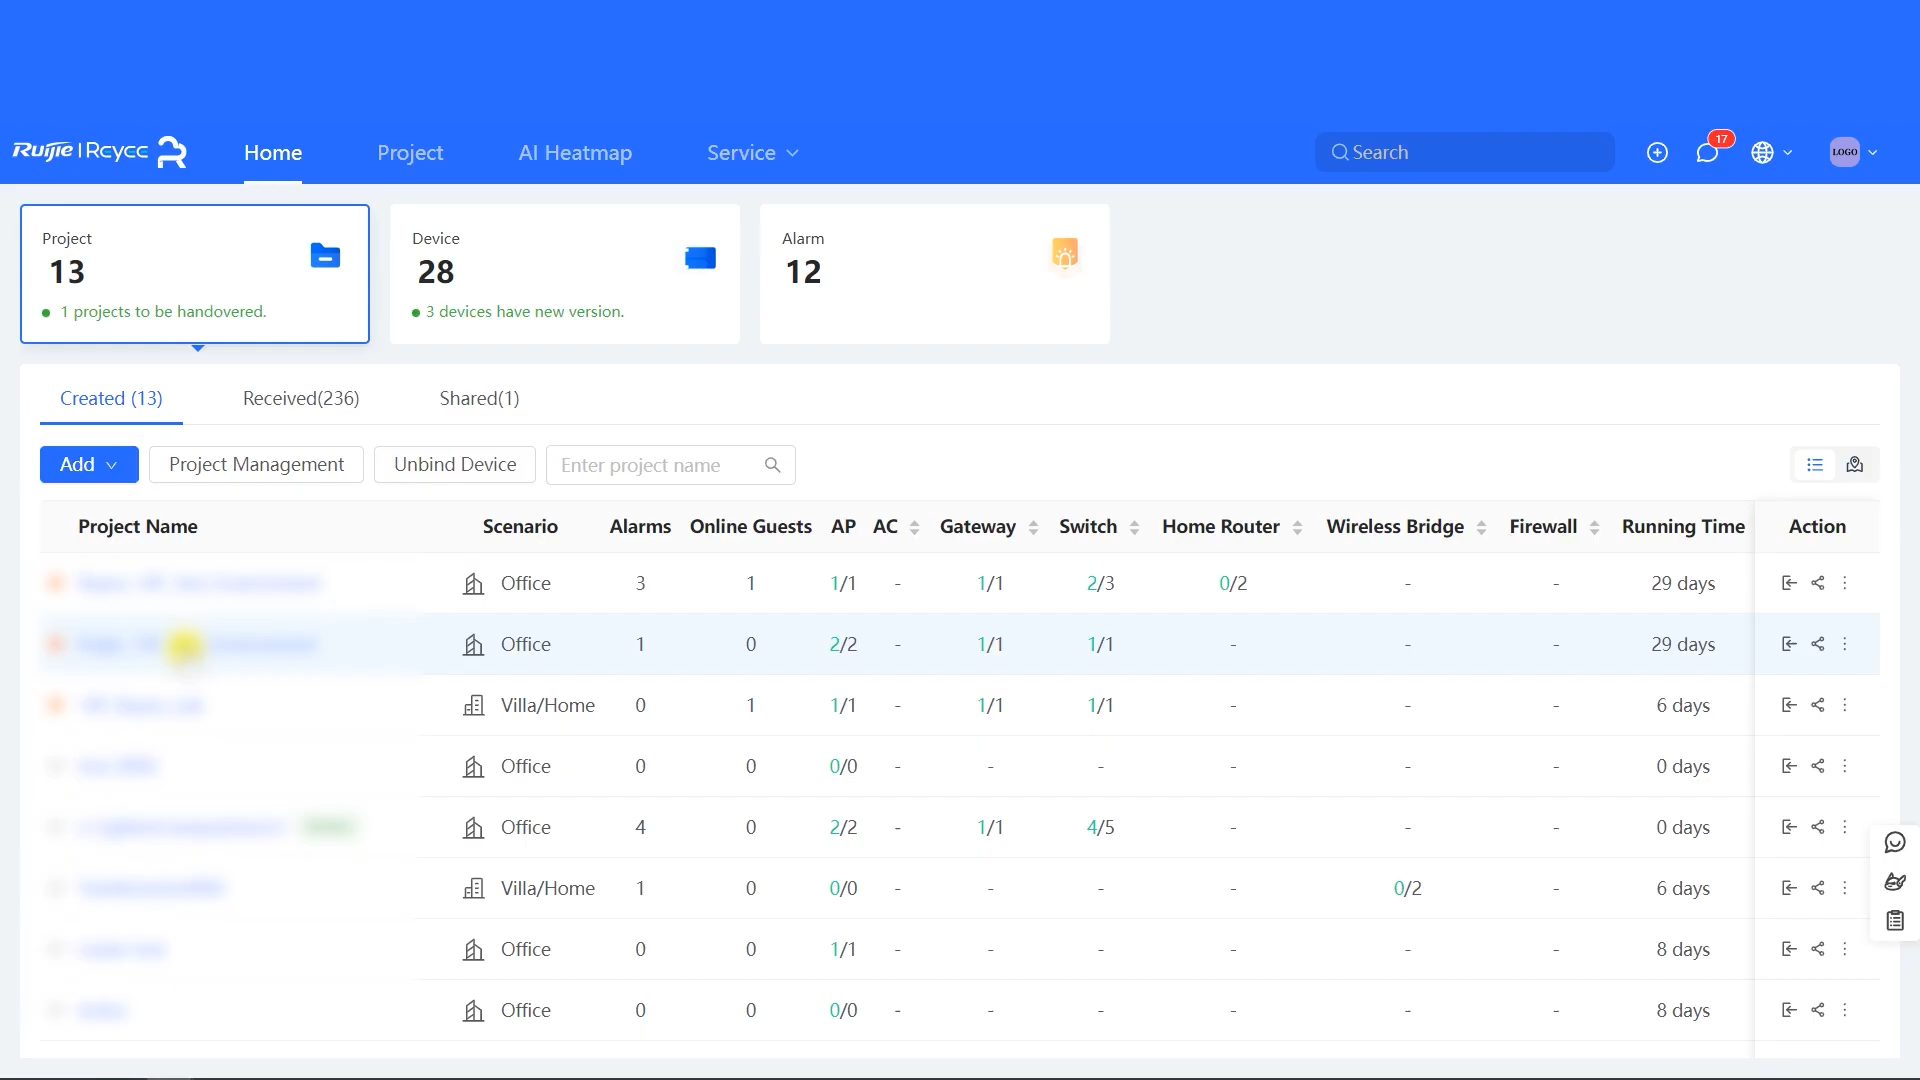 Ruijie | Reyee
Home
Project
AI Heatmap
Service
Search
17
LOGO
Project
13
1 projects to be handovered.
Device
28
3 devices have new version.
Alarm
12
Created (13)
Received(236)
Shared(1)
Add
Project Management
Unbind Device
Enter project name
Project Name Scenario Alarms Online Guests AP AC Gateway Switch Home Router Wireless Bridge Firewall Running Time Action
Office 3 1 1/1 - 1/1 2/3 0/2 - - 29 days
Office 1 0 2/2 - 1/1 1/1 - - - 29 days
Villa/Home 0 1 1/1 - 1/1 1/1 - - - 6 days
Office 0 0 0/0 - - - - - - 0 days
Office 4 0 2/2 - 1/1 4/5 - - - 0 days
Villa/Home 1 0 0/0 - - - - 0/2 - 6 days
Office 0 0 1/1 - - - - - - 8 days
Office 0 0 0/0 - - - - - - 8 days